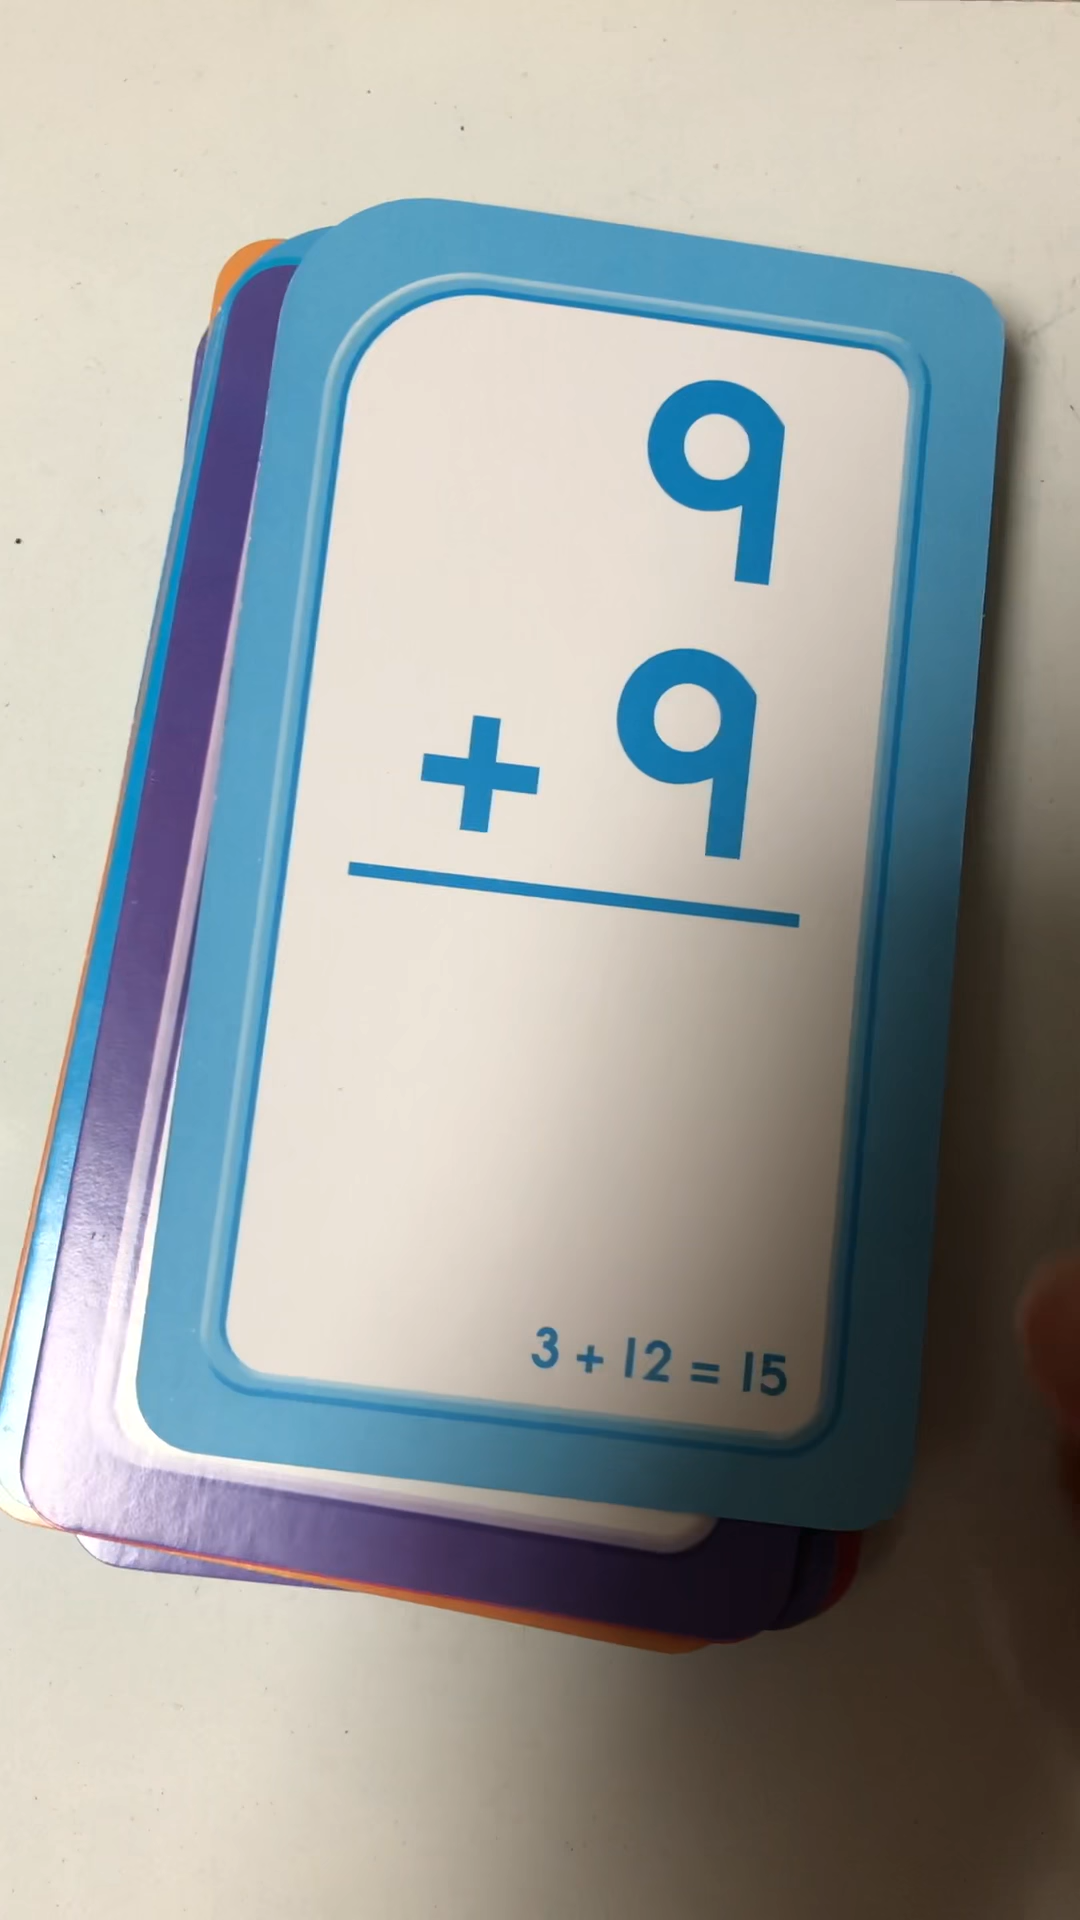 9
+ 9
3 + 12 = 15